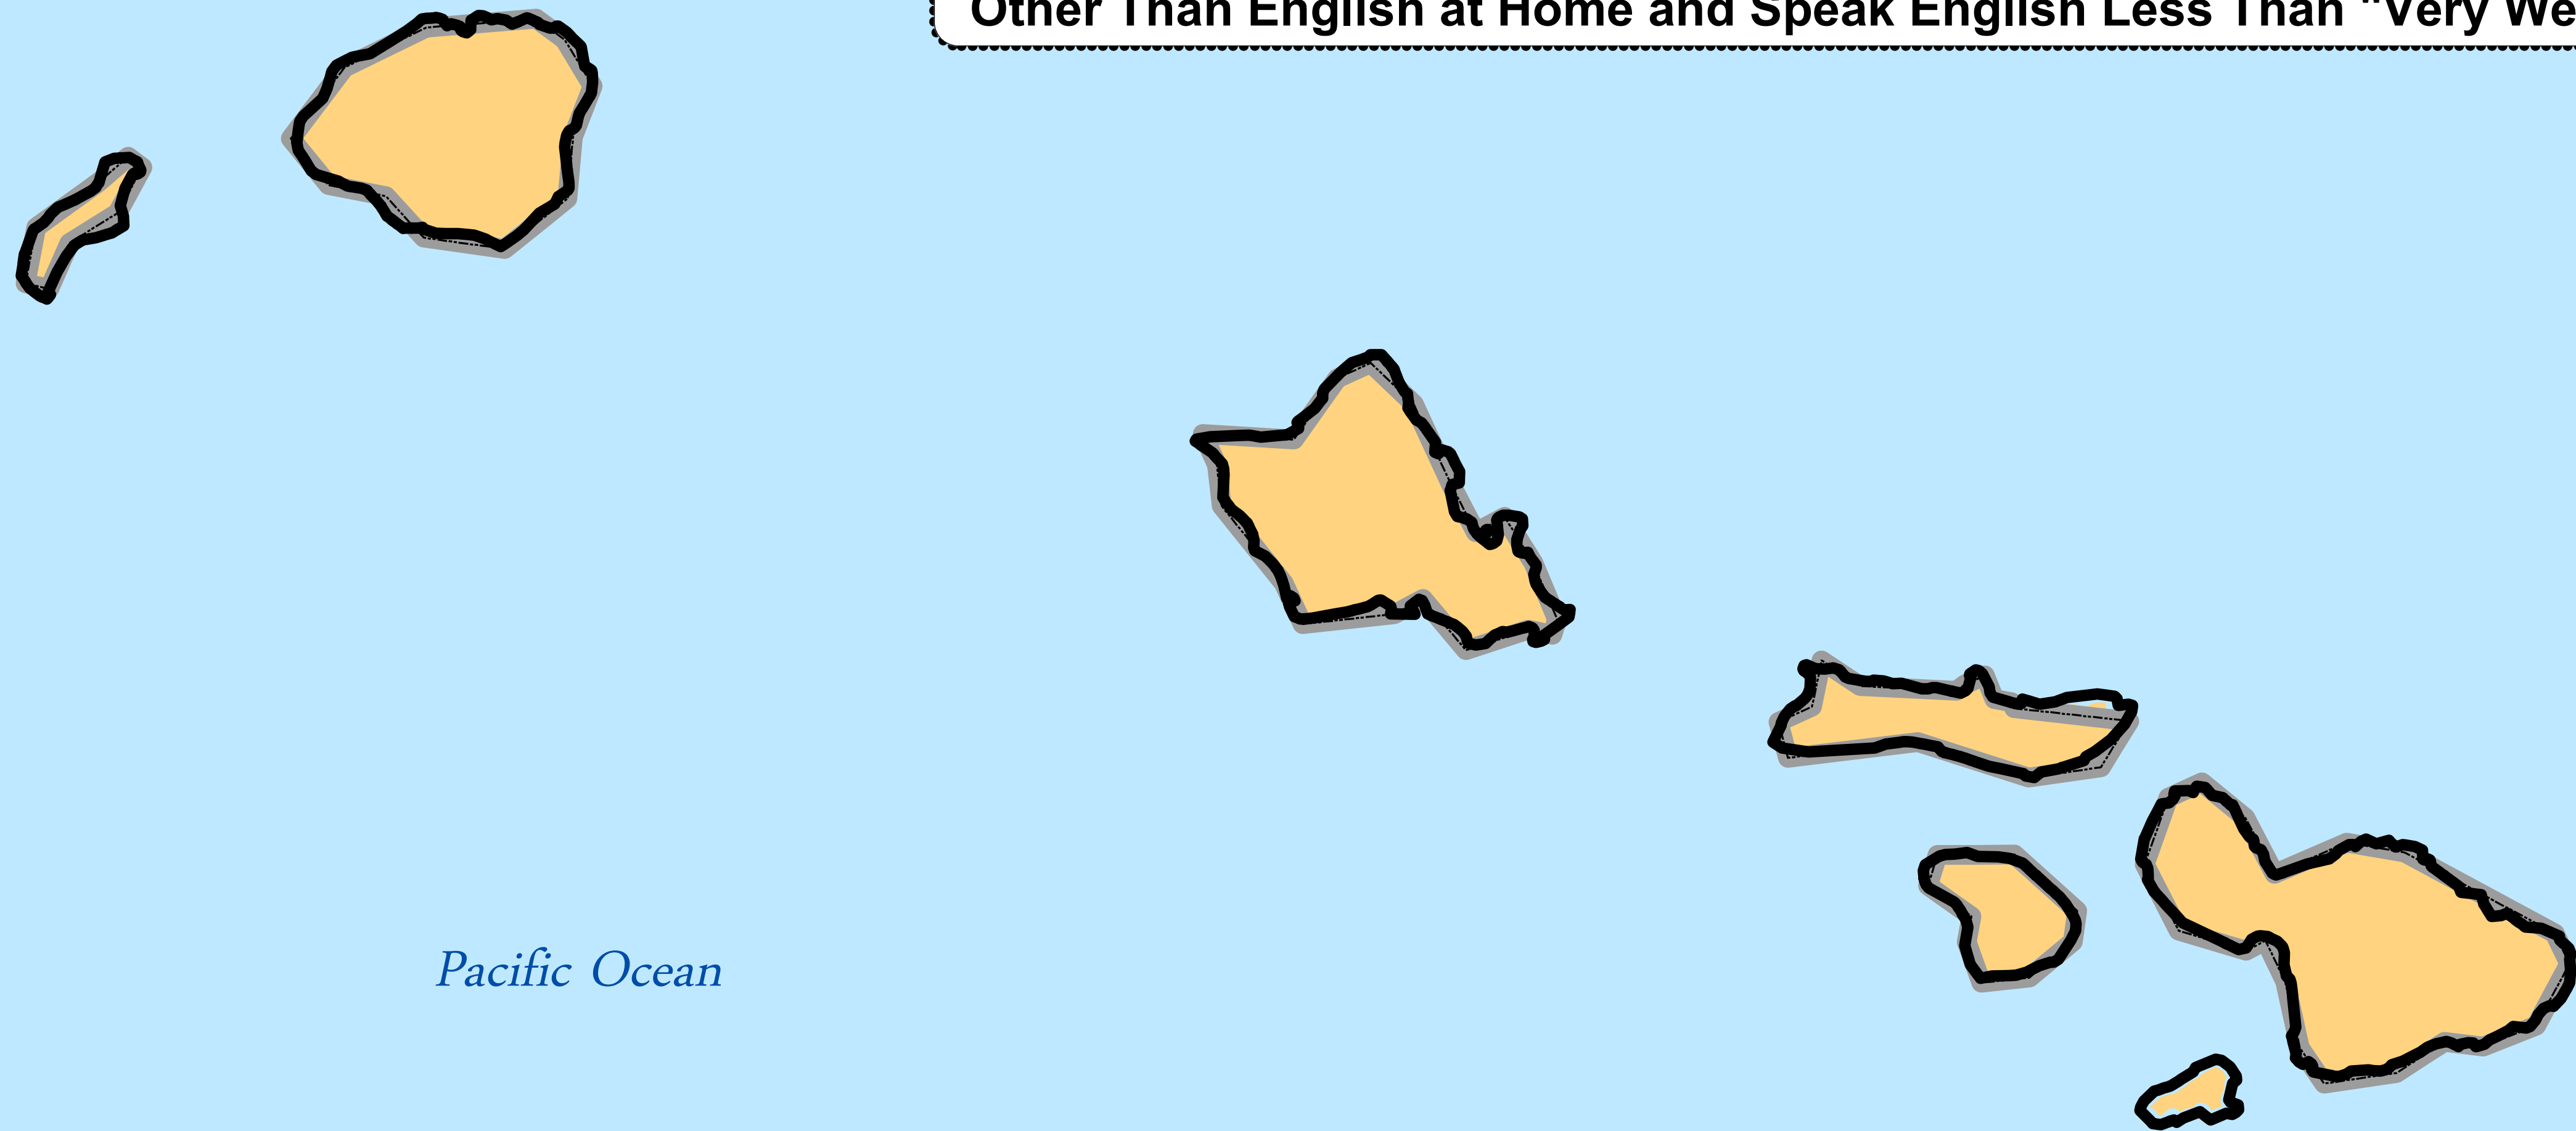 Other Than English at Home and Speak English Less Than "Very We
Pacific Ocean